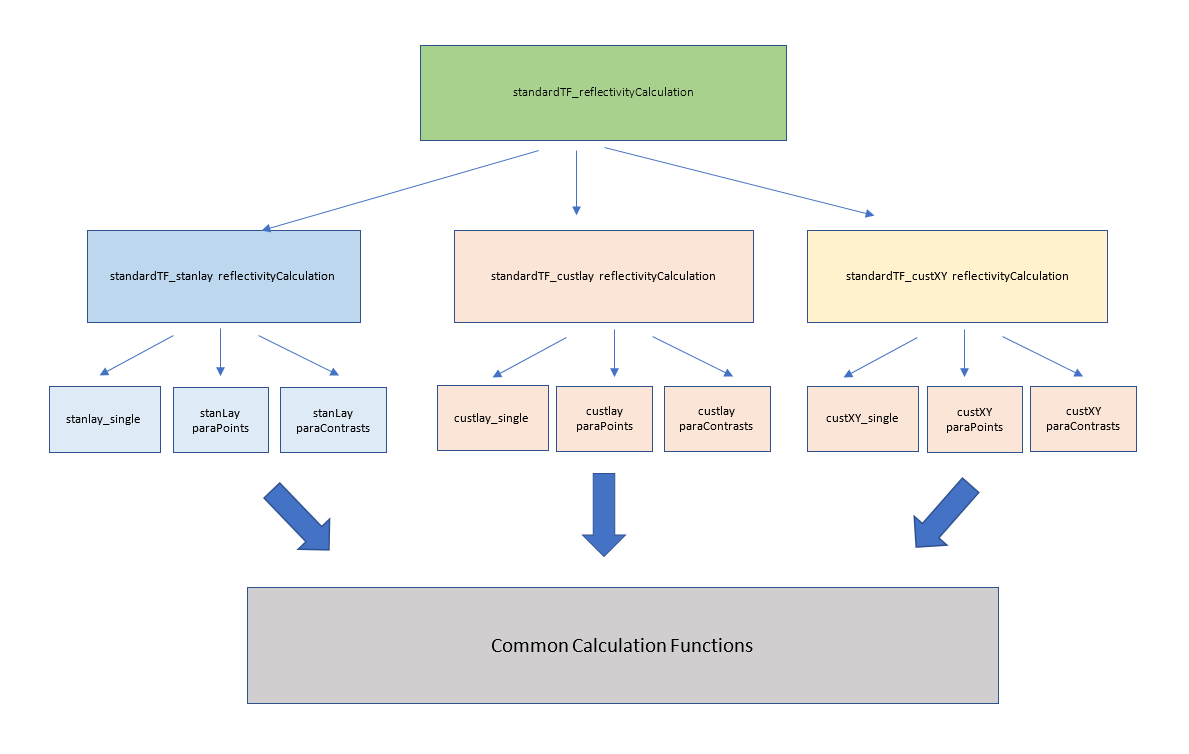 standardTF_reflectivityCalculation
standardTF_stanlay reflectivityCalculation
standardTF_custlay reflectivityCalculation
standardTF_custXY reflectivityCalculation
stanlay_single
stanLay
paraPoints
stanLay
paraContrasts
custlay_single
custlay
paraPoints
custlay
paraContrasts
custXY_single
custXY
paraPoints
custXY
paraContrasts
Common Calculation Functions